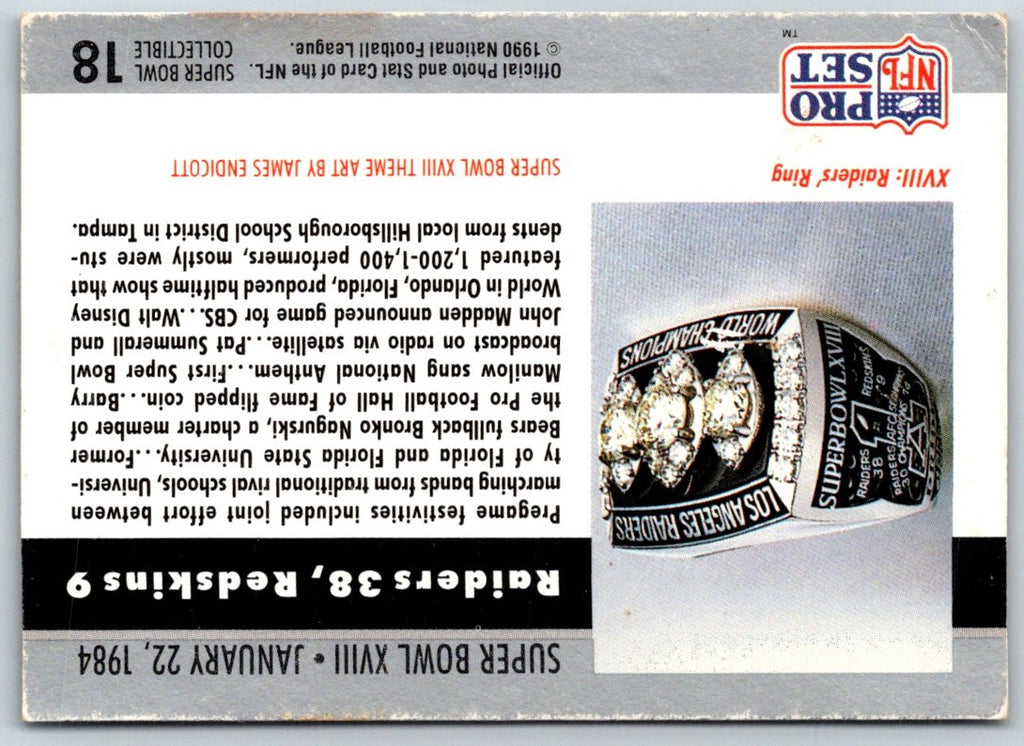 SUPER BOWL XVIII • JANUARY 22, 1984
Raiders 38, Redskins 9
Pregame festivities included joint effort between
marching bands from traditional rival schools, Universi-
ty of Florida and Florida State University...Former
Bears fullback Bronko Nagurski, a charter member of
the Pro Football Hall of Fame flipped coin...Barry
Manilow sang National Anthem...First Super Bowl
broadcast on radio via satellite...Pat Summerall and
John Madden announced game for CBS...Walt Disney
World in Orlando, Florida, produced halftime show that
featured 1,200-1,400 performers, mostly were stu-
dents from local Hillsborough School District in Tampa.
SUPER BOWL XVIII THEME ART BY JAMES ENDICOTT
LOS ANGELES RAIDERS
WORLD CHAMPIONS
SUPERBOWL XVIII
RAIDERS
38
REDSKINS
9
RAIDERS
30
AFC
CHAMPIONS
XVIII: Raiders' Ring
NFL
PRO
SET
TM
Official Photo and Stat Card of the NFL.
© 1990 National Football League.
SUPER BOWL
COLLECTIBLE
18